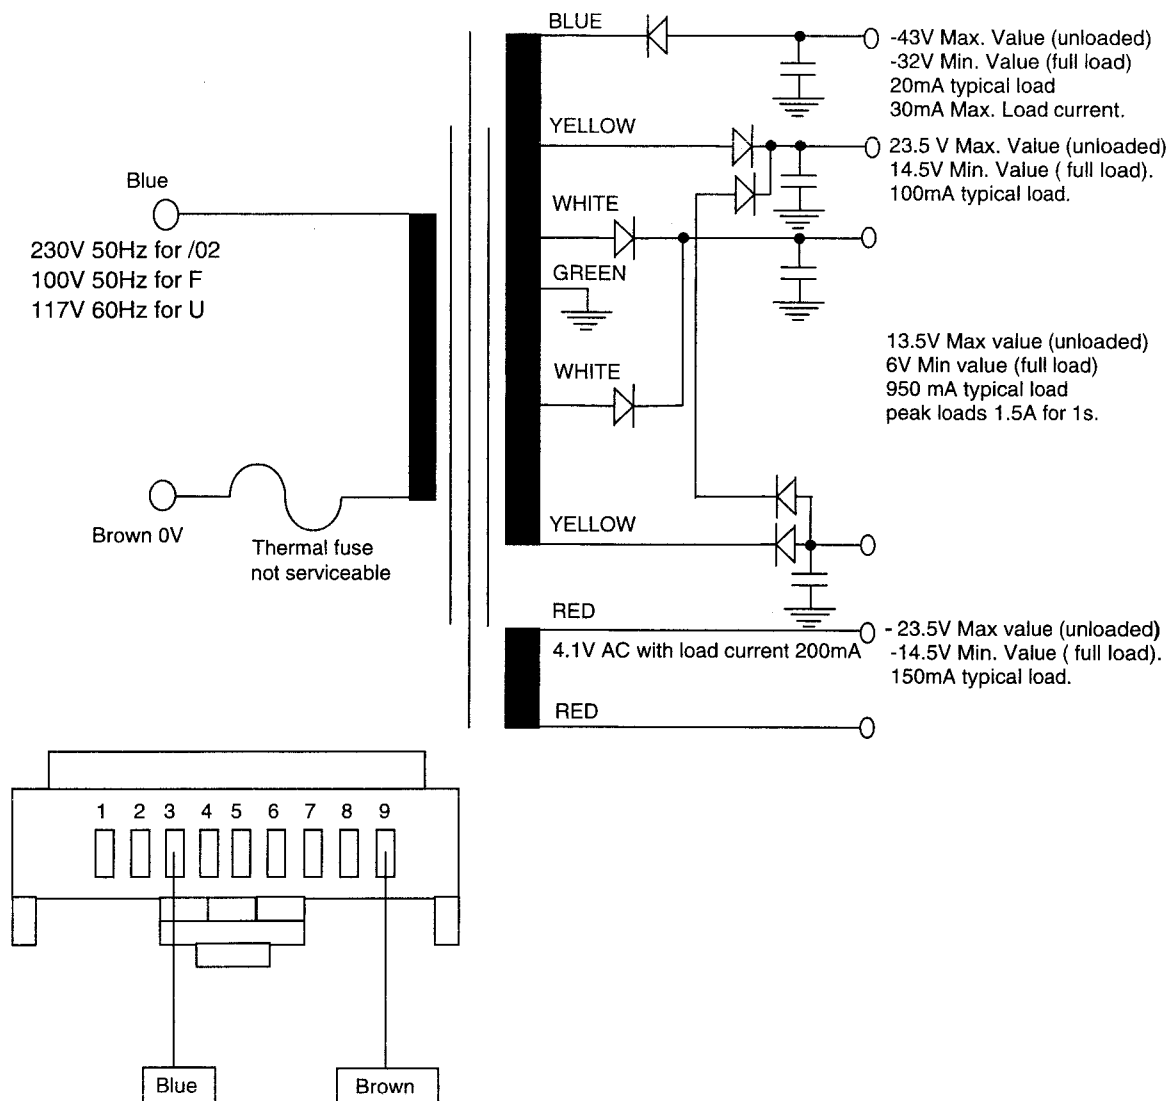 BLUE
-43V Max. Value (unloaded)
-32V Min. Value (full load)
20mA typical load
30mA Max. Load current.
YELLOW
23.5 V Max. Value (unloaded)
14.5V Min. Value ( full load).
100mA typical load.
Blue
230V 50Hz for /02
100V 50Hz for F
117V 60Hz for U
WHITE
GREEN
13.5V Max value (unloaded)
6V Min value (full load)
950 mA typical load
peak loads 1.5A for 1s.
WHITE
Brown 0V
Thermal fuse
not serviceable
YELLOW
RED
4.1V AC with load current 200mA
- 23.5V Max value (unloaded)
-14.5V Min. Value ( full load).
150mA typical load.
RED
1 2 3 4 5 6 7 8 9
Blue
Brown